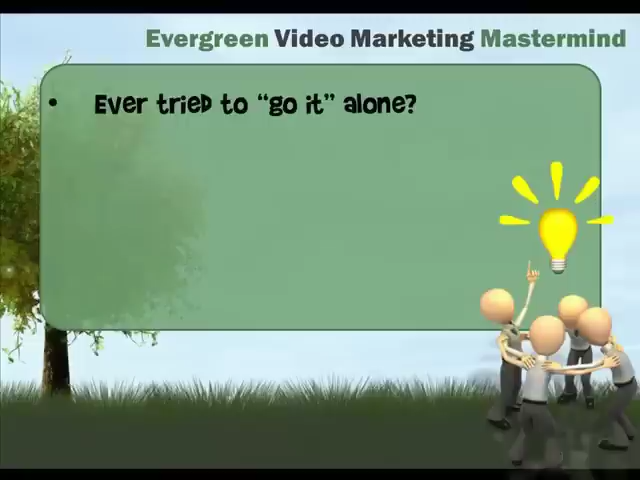 Evergreen Video Marketing Mastermind
• Ever tried to “go it” alone?